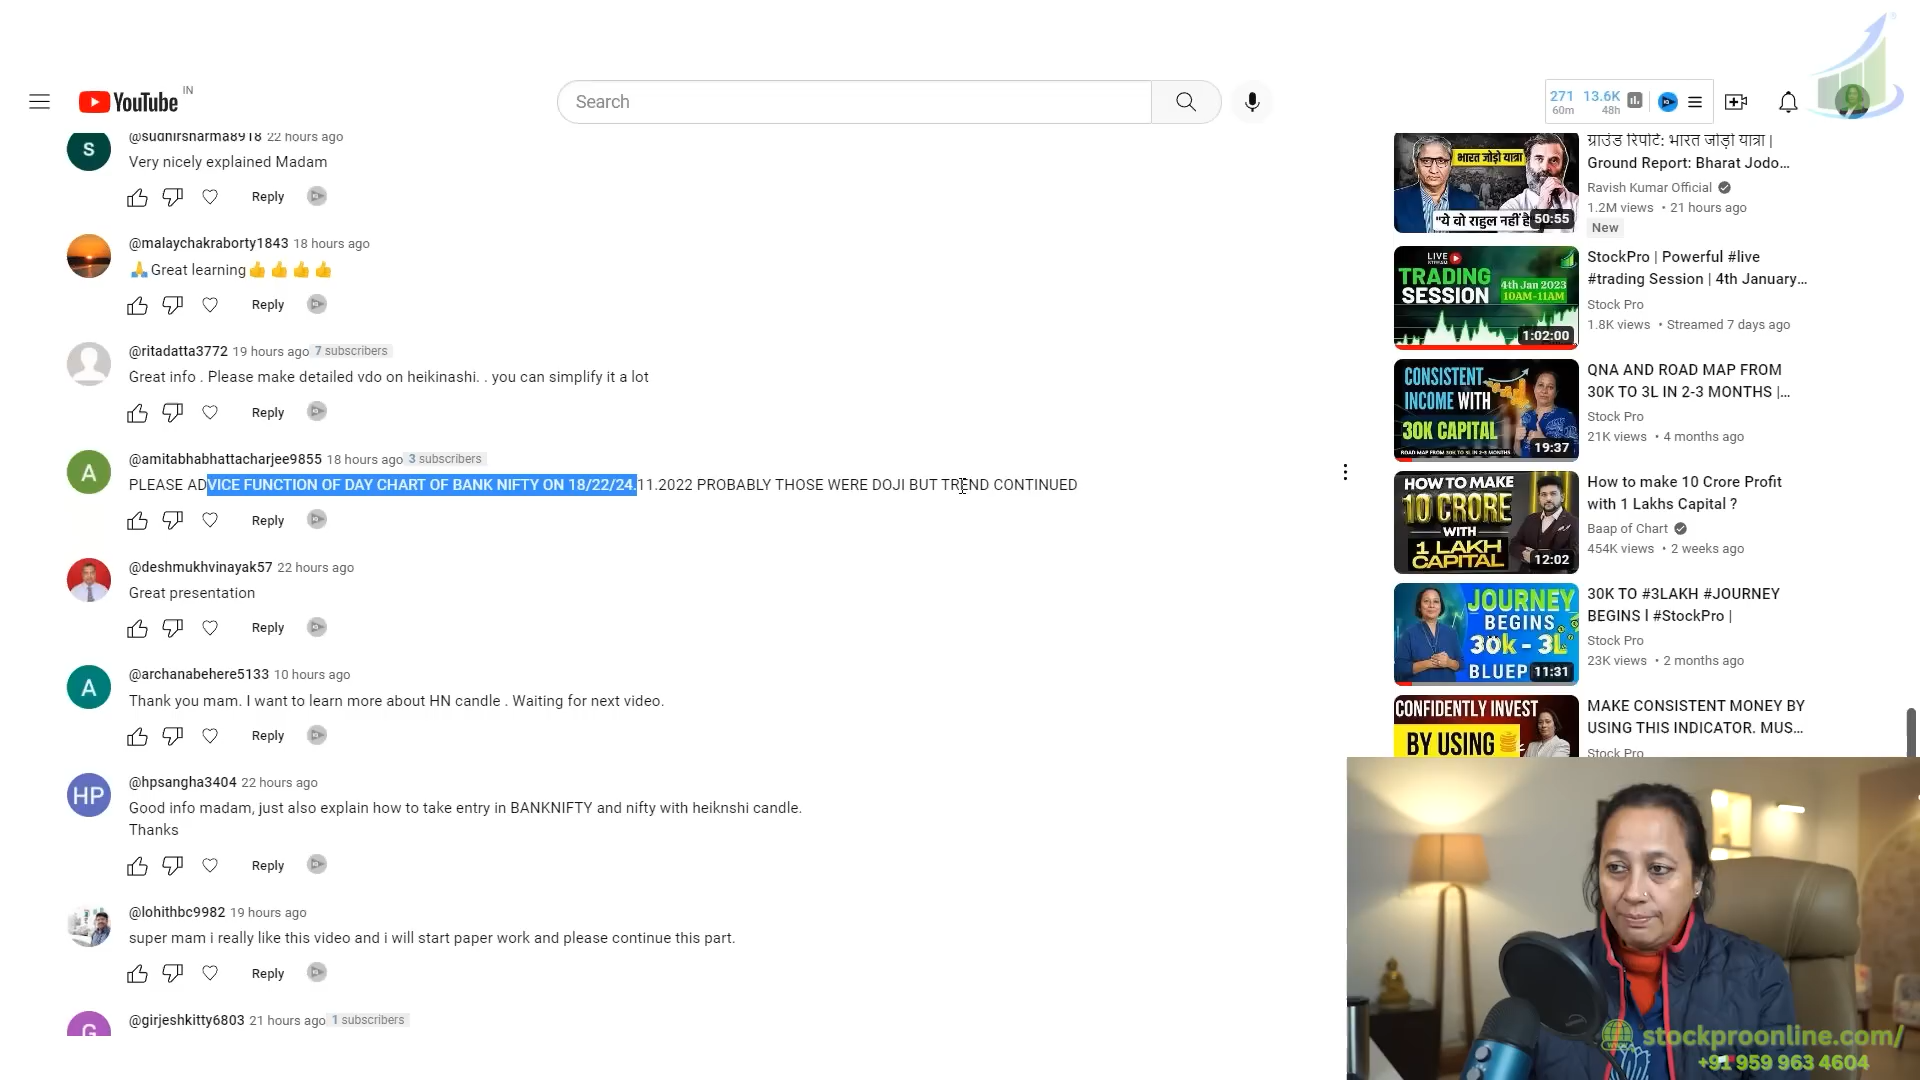 YouTube IN
Search
271 13.6K
60m 48h
@sudhirsharma8918 22 hours ago
Very nicely explained Madam
Reply
@malaychakraborty1843 18 hours ago
🙏Great learning👍👍👍👍
Reply
@ritadatta3772 19 hours ago 7 subscribers
Great info . Please make detailed vdo on heikinashi. . you can simplify it a lot
Reply
@amitabhabhattacharjee9855 18 hours ago 3 subscribers
PLEASE ADVICE FUNCTION OF DAY CHART OF BANK NIFTY ON 18/22/24.11.2022 PROBABLY THOSE WERE DOJI BUT TREND CONTINUED
Reply
@deshmukhvinayak57 22 hours ago
Great presentation
Reply
@archanabehere5133 10 hours ago
Thank you mam. I want to learn more about HN candle . Waiting for next video.
Reply
@hpsangha3404 22 hours ago
Good info madam, just also explain how to take entry in BANKNIFTY and nifty with heiknshi candle.
Thanks
Reply
@lohithbc9982 19 hours ago
super mam i really like this video and i will start paper work and please continue this part.
Reply
@girjeshkitty6803 21 hours ago 1 subscribers
S
A
A
HP
G
भारत जोड़ो यात्रा
"ये वो राहुल नहीं है
50:55
ग्राउंड रिपोर्ट: भारत जोड़ो यात्रा |
Ground Report: Bharat Jodo...
Ravish Kumar Official
1.2M views • 21 hours ago
New
LIVE
STREAM
TRADING
SESSION
4th Jan 2023
10AM-11AM
1:02:00
StockPro | Powerful #live
#trading Session | 4th January...
Stock Pro
1.8K views • Streamed 7 days ago
CONSISTENT
INCOME WITH
30K CAPITAL
ROAD MAP FROM 30K TO 3L IN 2-3 MONTHS
19:37
QNA AND ROAD MAP FROM
30K TO 3L IN 2-3 MONTHS |...
Stock Pro
21K views • 4 months ago
HOW TO MAKE
10 CRORE
WITH
1 LAKH
CAPITAL
12:02
How to make 10 Crore Profit
with 1 Lakhs Capital ?
Baap of Chart
454K views • 2 weeks ago
JOURNEY
BEGINS
30k - 3L
BLUEP
11:31
30K TO #3LAKH #JOURNEY
BEGINS l #StockPro |
Stock Pro
23K views • 2 months ago
CONFIDENTLY INVEST
BY USING
MAKE CONSISTENT MONEY BY
USING THIS INDICATOR. MUS...
Stock Pro
stockproonline.com/
+91 959 963 4604